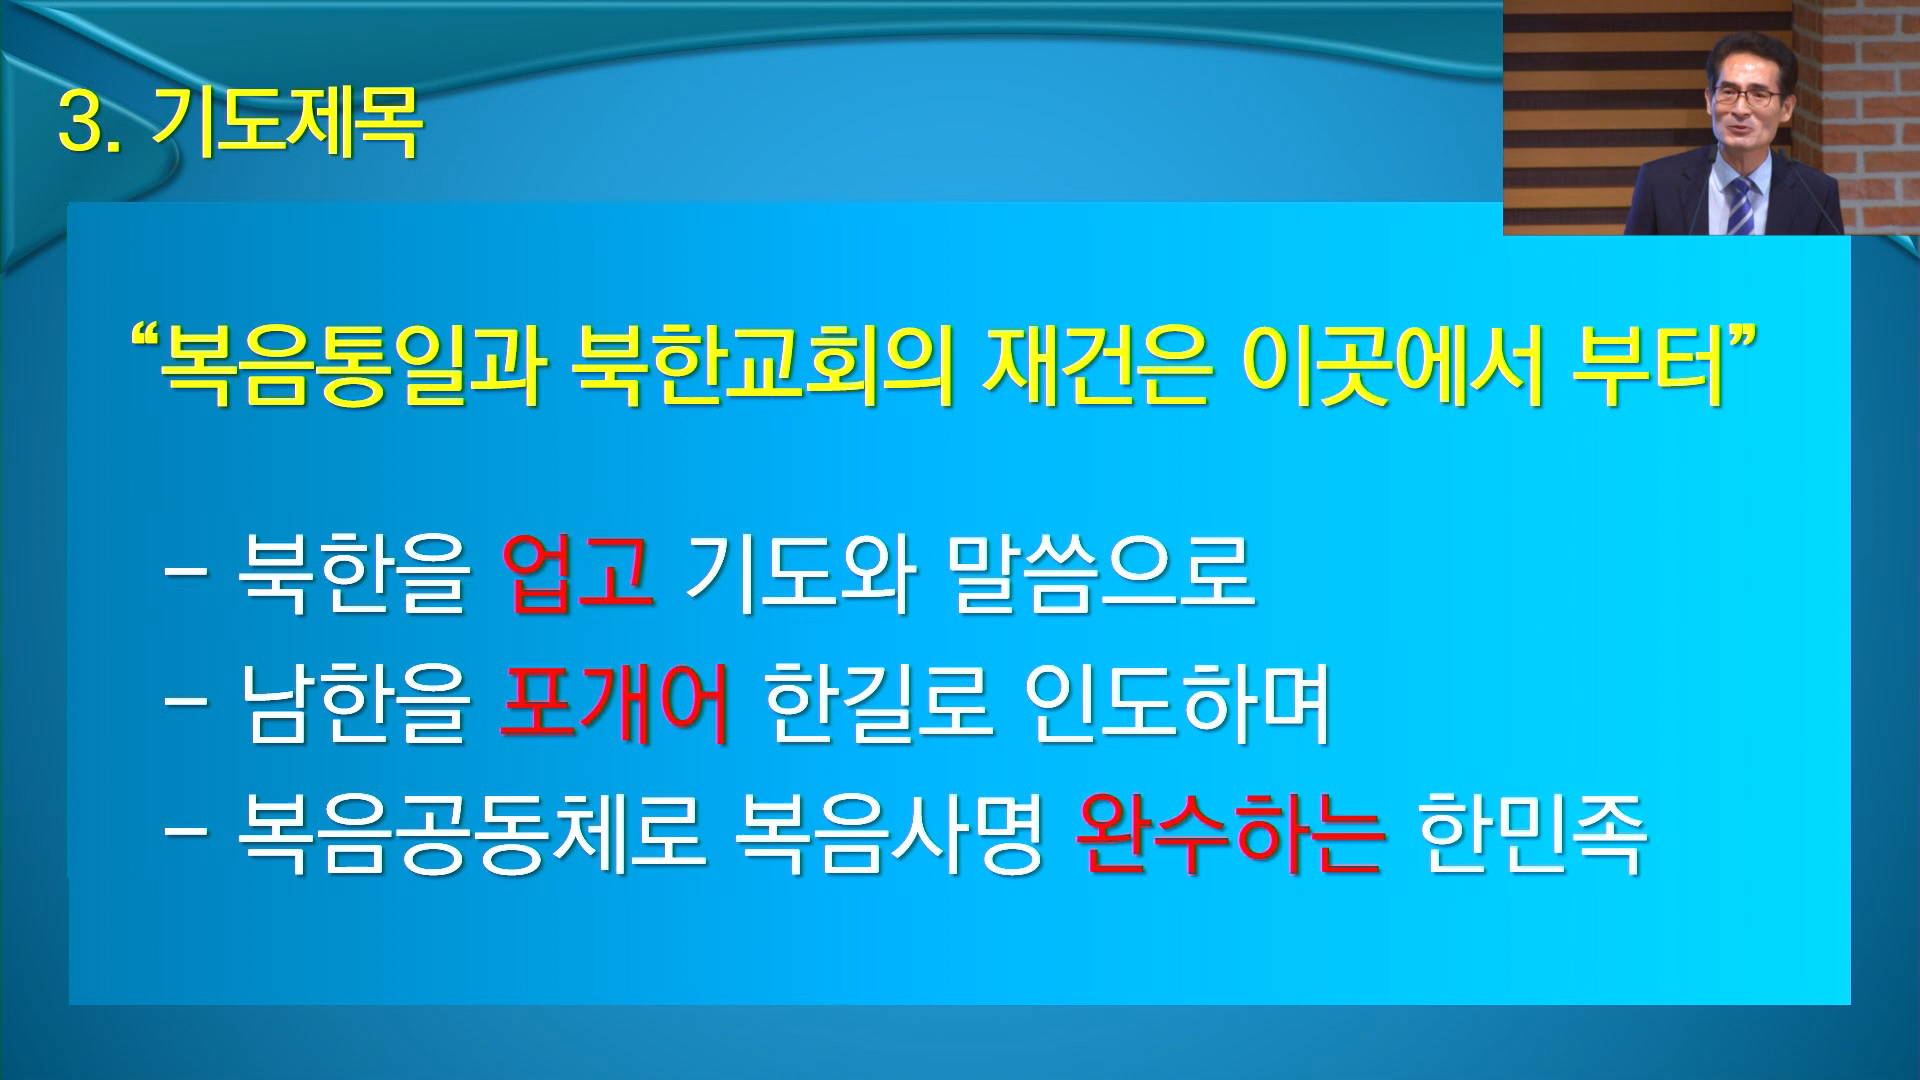 3. 기도제목
“복음통일과 북한교회의 재건은 이곳에서 부터”
- 북한을 업고 기도와 말씀으로
- 남한을 포개어 한길로 인도하며
- 복음공동체로 복음사명 완수하는 한민족